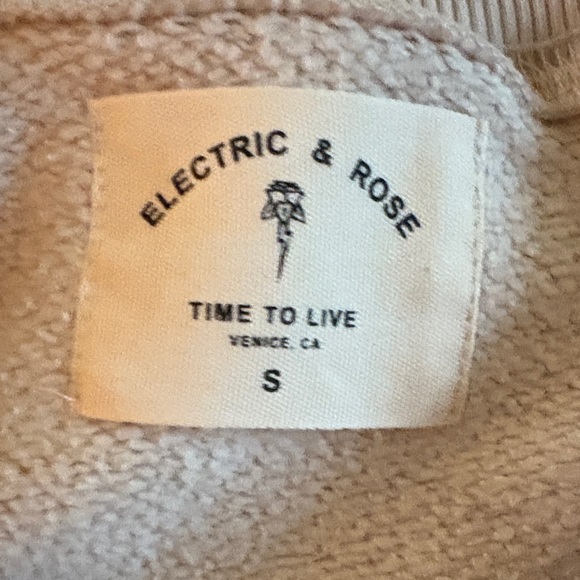 ELECTRIC & ROSE
TIME TO LIVE
VENICE, CA
S